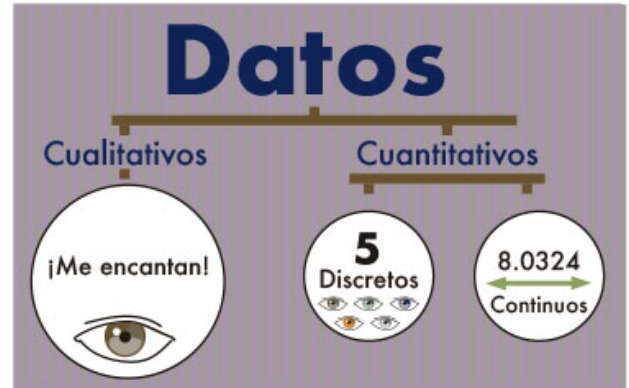 Datos
Cualitativos
Cuantitativos
¡Me encantan!
5
Discretos
8.0324
Continuos